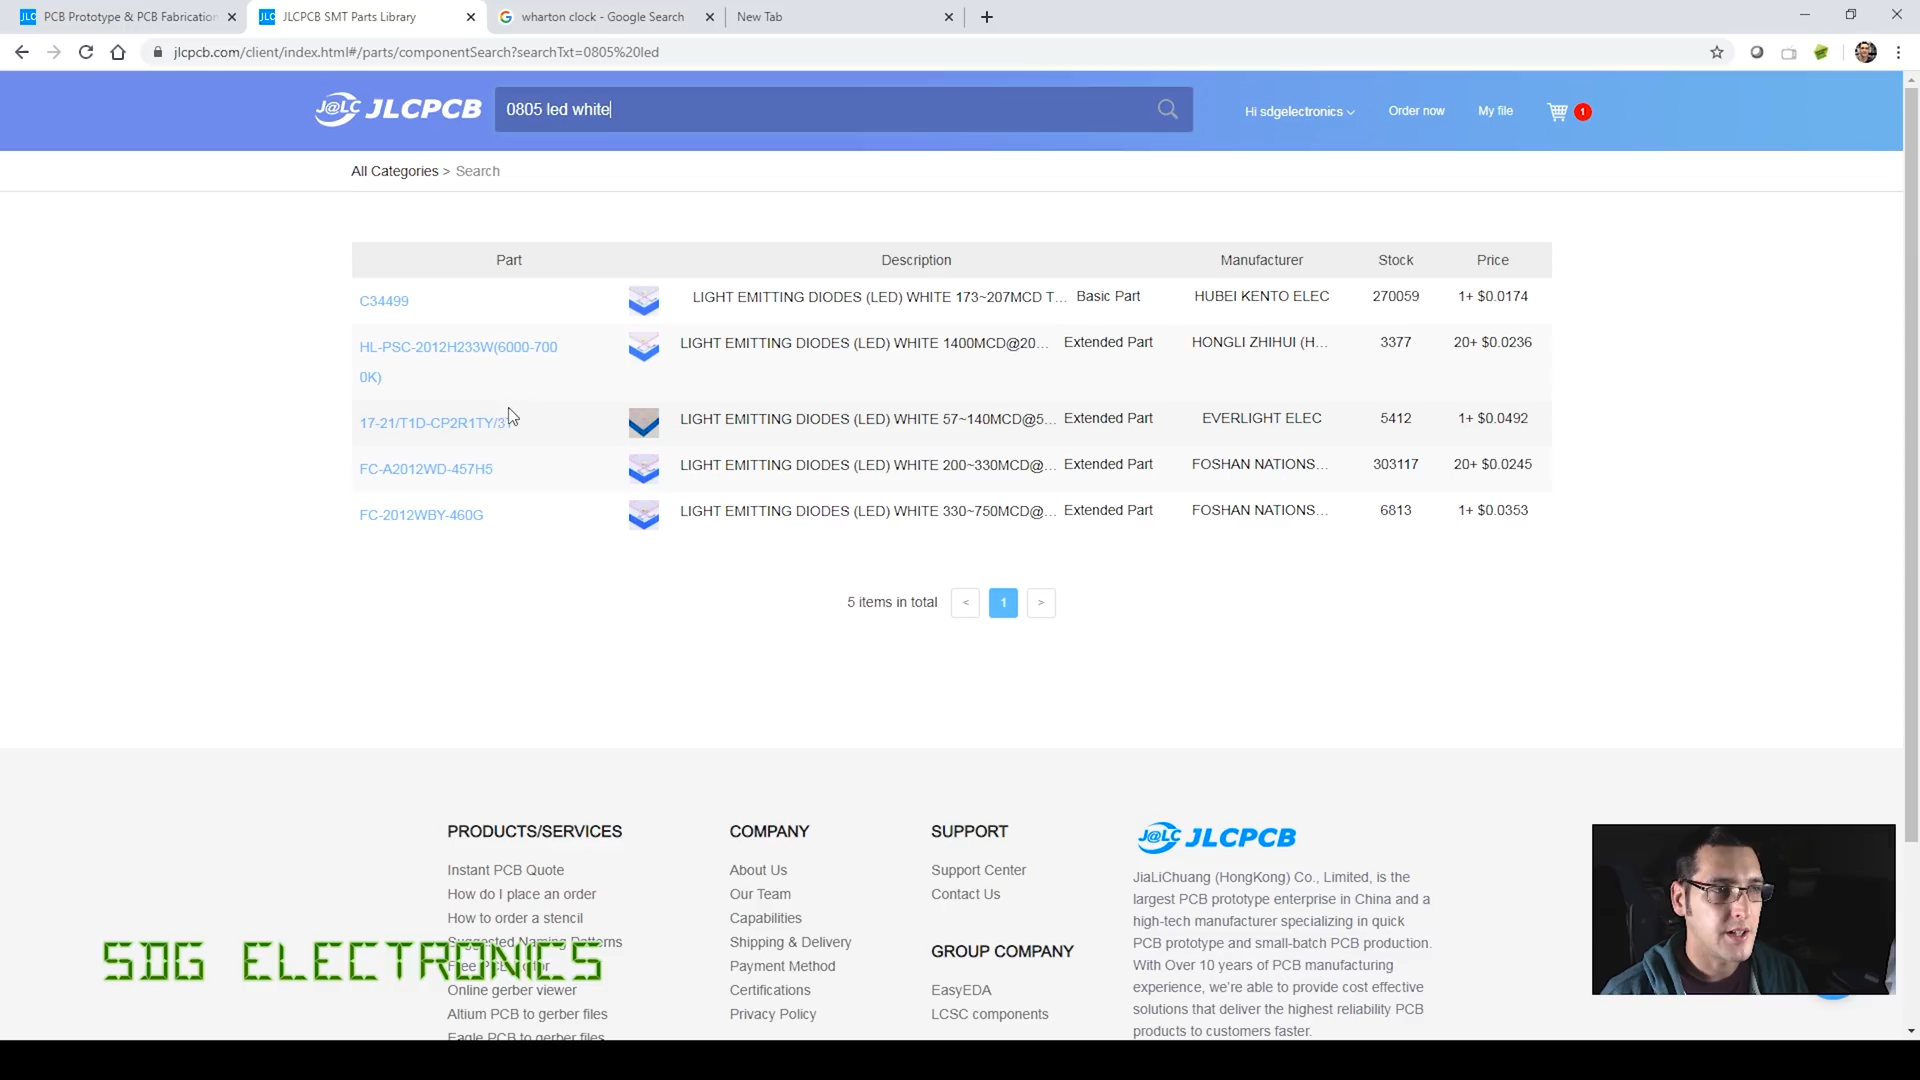 PCB Prototype & PCB Fabrication
JLCPCB SMT Parts Library
wharton clock - Google Search
New Tab
jlcpcb.com/client/index.html#/parts/componentSearch?searchTxt=0805%20led
J@LC JLCPCB
0805 led white
Hi sdgelectronics
Order now
My file
1
All Categories > Search
Part Description Manufacturer Stock Price
C34499 LIGHT EMITTING DIODES (LED) WHITE 173~207MCD T... Basic Part HUBEI KENTO ELEC 270059 1+ $0.0174
HL-PSC-2012H233W(6000-700
0K) LIGHT EMITTING DIODES (LED) WHITE 1400MCD@20... Extended Part HONGLI ZHIHUI (H... 3377 20+ $0.0236
17-21/T1D-CP2R1TY/3T LIGHT EMITTING DIODES (LED) WHITE 57~140MCD@5... Extended Part EVERLIGHT ELEC 5412 1+ $0.0492
FC-A2012WD-457H5 LIGHT EMITTING DIODES (LED) WHITE 200~330MCD@... Extended Part FOSHAN NATIONS... 303117 20+ $0.0245
FC-2012WBY-460G LIGHT EMITTING DIODES (LED) WHITE 330~750MCD@... Extended Part FOSHAN NATIONS... 6813 1+ $0.0353
5 items in total < 1 >
PRODUCTS/SERVICES
Instant PCB Quote
How do I place an order
How to order a stencil
Suggested Naming Patterns
Online gerber viewer
Altium PCB to gerber files
Eagle PCB to gerber files
COMPANY
About Us
Our Team
Capabilities
Shipping & Delivery
Payment Method
Certifications
Privacy Policy
SUPPORT
Support Center
Contact Us
GROUP COMPANY
EasyEDA
LCSC components
J@LC JLCPCB
JiaLiChuang (HongKong) Co., Limited, is the
largest PCB prototype enterprise in China and a
high-tech manufacturer specializing in quick
PCB prototype and small-batch PCB production.
With Over 10 years of PCB manufacturing
experience, we're able to provide cost effective
solutions that deliver the highest reliability PCB
products to customers faster.
SDG ELECTRONICS